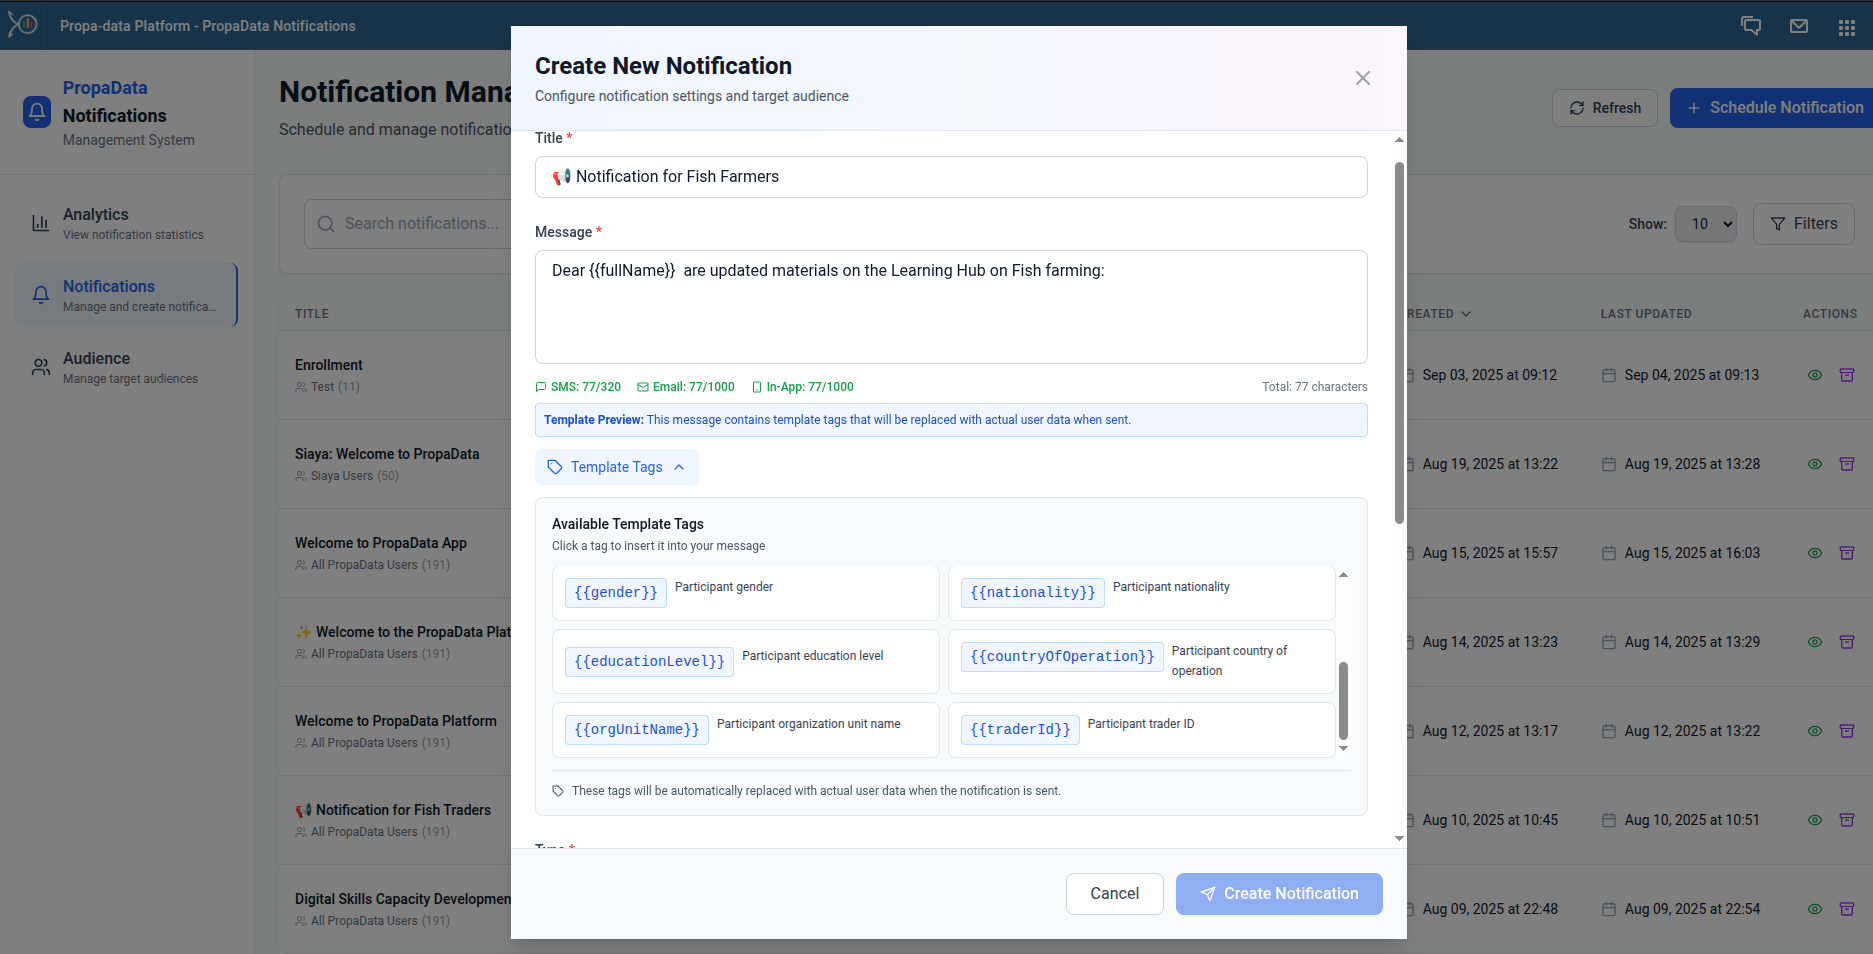 Propa-data Platform - PropaData Notifications
PropaData
Notifications
Management System
Analytics
View notification statistics
Notifications
Manage and create notifica...
Audience
Manage target audiences
Notification Mana
Schedule and manage notificatio
Refresh
+ Schedule Notification
Search notifications...
Show: 10
Filters
TITLE
REATED
LAST UPDATED
ACTIONS
Enrollment
Test (11)
Sep 03, 2025 at 09:12
Sep 04, 2025 at 09:13
Siaya: Welcome to PropaData
Siaya Users (50)
Aug 19, 2025 at 13:22
Aug 19, 2025 at 13:28
Welcome to PropaData App
All PropaData Users (191)
Aug 15, 2025 at 15:57
Aug 15, 2025 at 16:03
✨ Welcome to the PropaData Plat
All PropaData Users (191)
Aug 14, 2025 at 13:23
Aug 14, 2025 at 13:29
Welcome to PropaData Platform
All PropaData Users (191)
Aug 12, 2025 at 13:17
Aug 12, 2025 at 13:22
📢 Notification for Fish Traders
All PropaData Users (191)
Aug 10, 2025 at 10:45
Aug 10, 2025 at 10:51
Digital Skills Capacity Developmen
All PropaData Users (191)
Aug 09, 2025 at 22:48
Aug 09, 2025 at 22:54
Create New Notification
Configure notification settings and target audience
Title *
📢 Notification for Fish Farmers
Message *
Dear {{fullName}}  are updated materials on the Learning Hub on Fish farming:
SMS: 77/320
Email: 77/1000
In-App: 77/1000
Total: 77 characters
Template Preview: This message contains template tags that will be replaced with actual user data when sent.
Template Tags
Available Template Tags
Click a tag to insert it into your message
{{gender}} Participant gender
{{nationality}} Participant nationality
{{educationLevel}} Participant education level
{{countryOfOperation}} Participant country of
operation
{{orgUnitName}} Participant organization unit name
{{traderId}} Participant trader ID
These tags will be automatically replaced with actual user data when the notification is sent.
Type *
Cancel
Create Notification